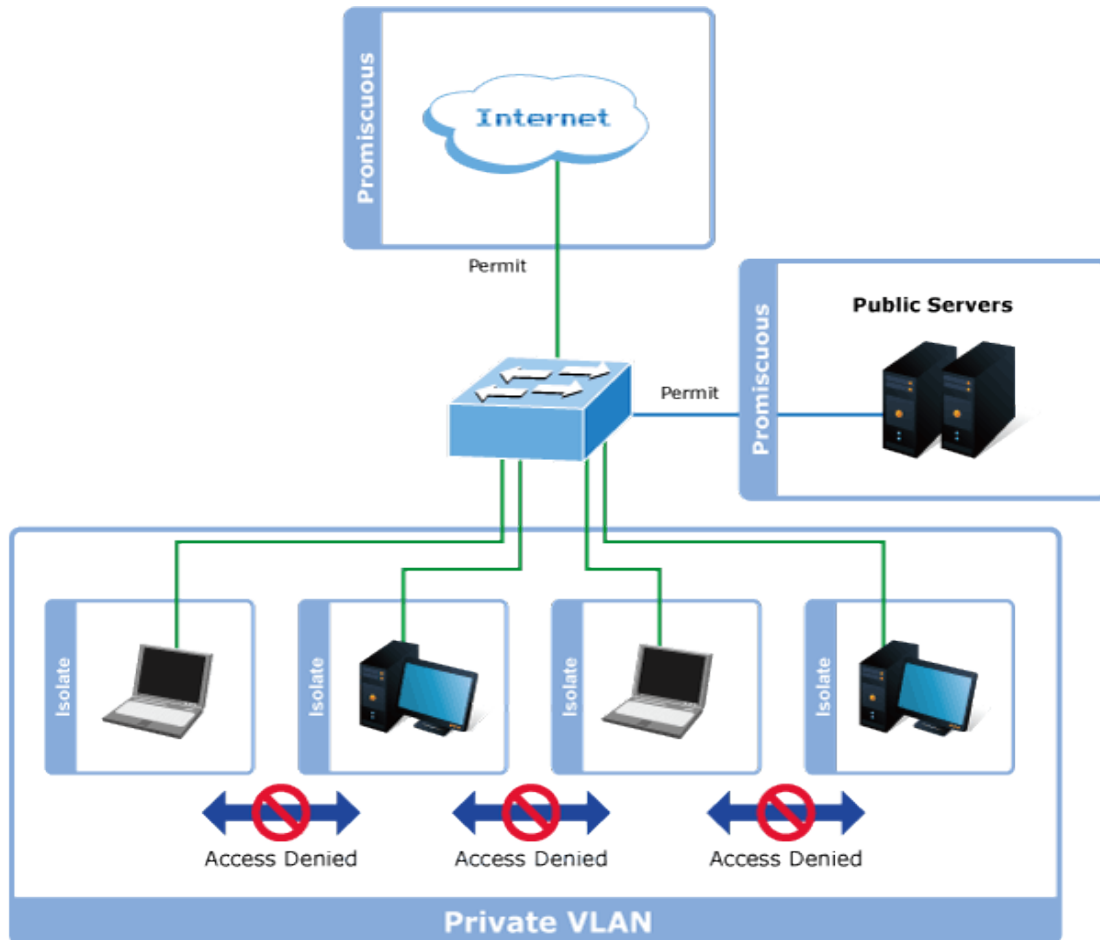 Promiscuous
Internet
Permit
Promiscuous
Public Servers
Permit
Isolate
Isolate
Isolate
Isolate
Access Denied
Access Denied
Access Denied
Private VLAN